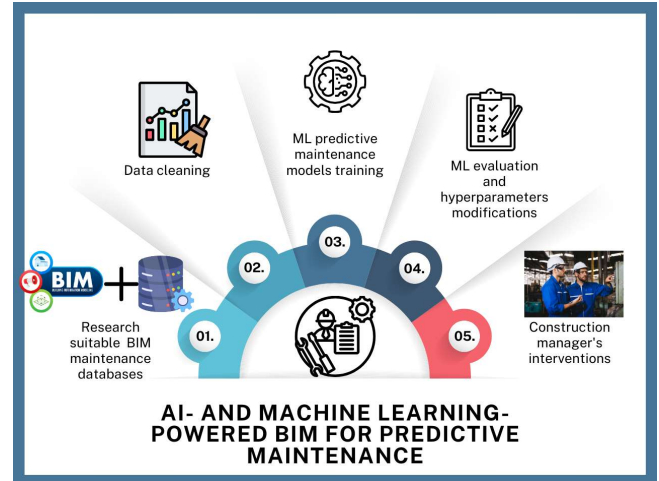 Data cleaning
ML predictive
maintenance
models training
ML evaluation
and
hyperparameters
modifications
BIM
Research
suitable BIM
maintenance
databases
01.
02.
03.
04.
05.
Construction
manager's
interventions
AI- AND MACHINE LEARNING-
POWERED BIM FOR PREDICTIVE
MAINTENANCE